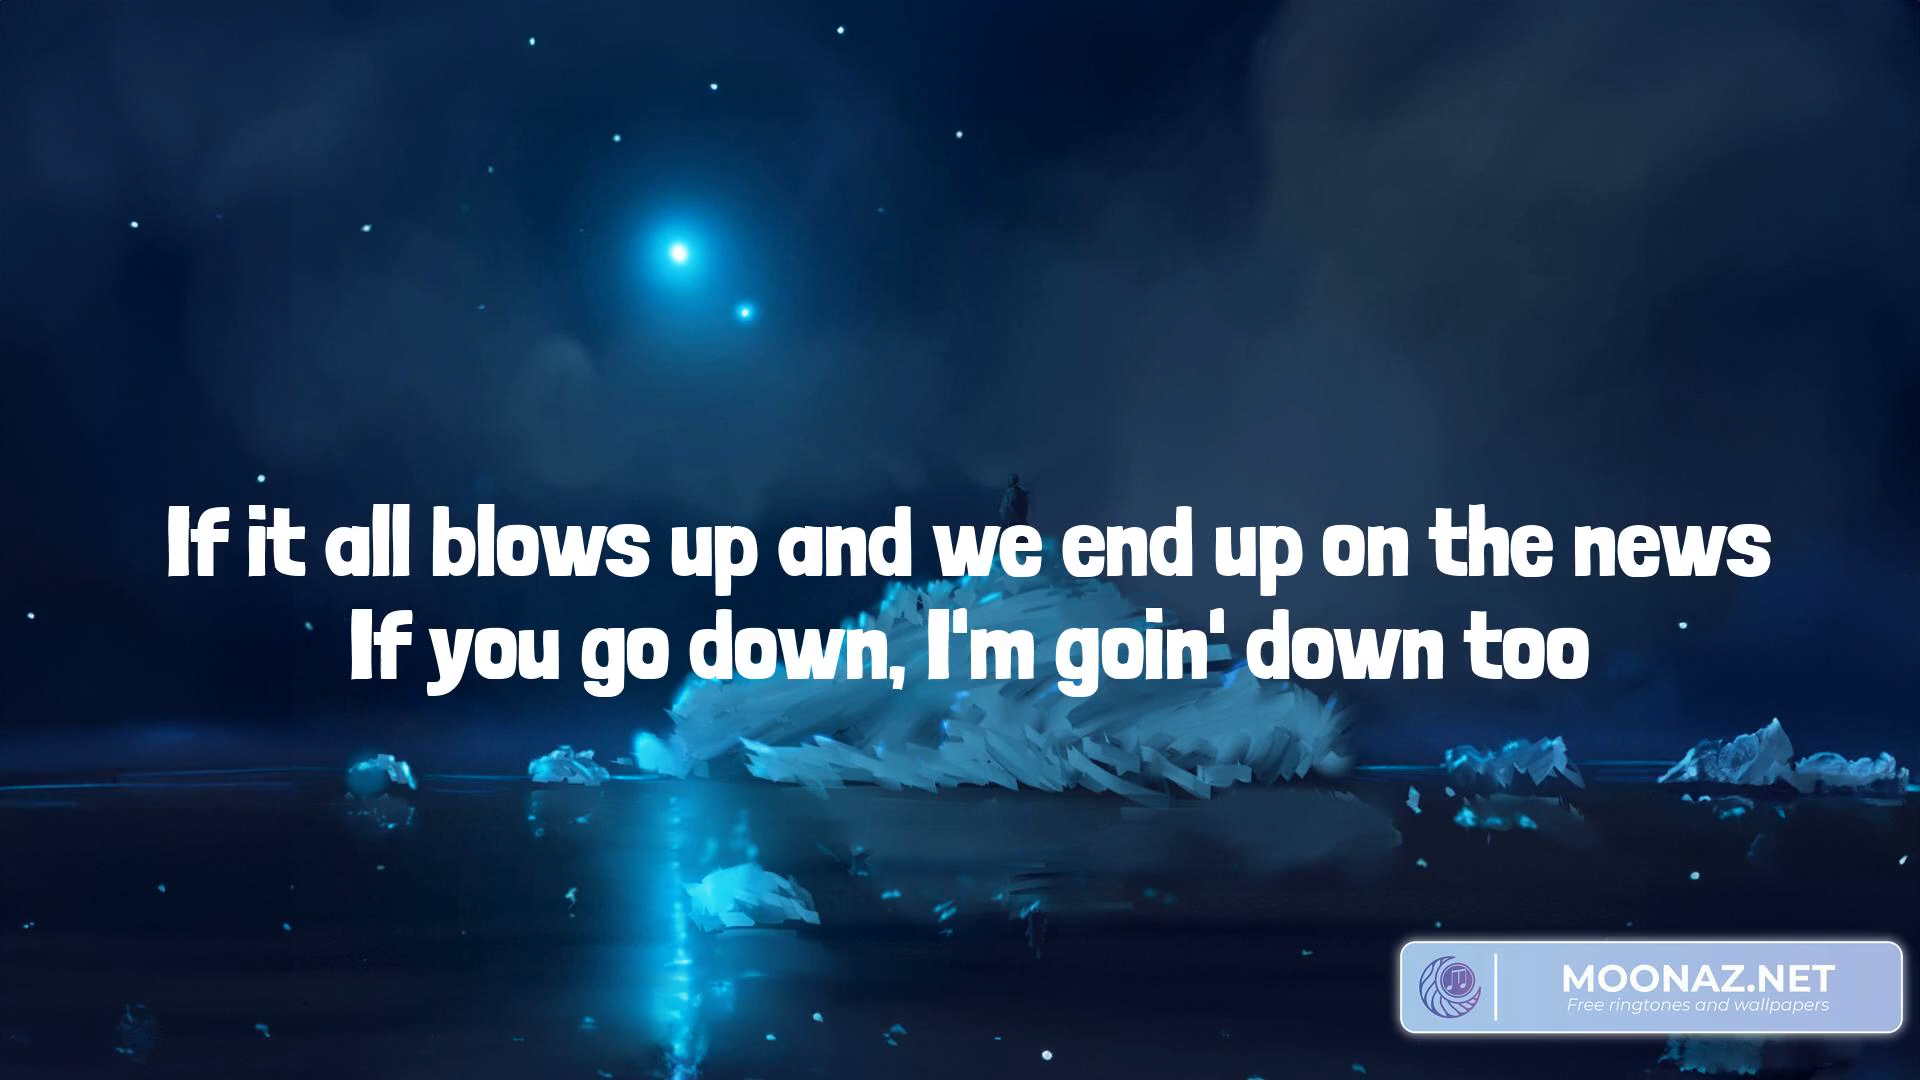 If it all blows up and we end up on the news
If you go down, I'm goin' down too
MOONAZ.NET
Free ringtones and wallpapers